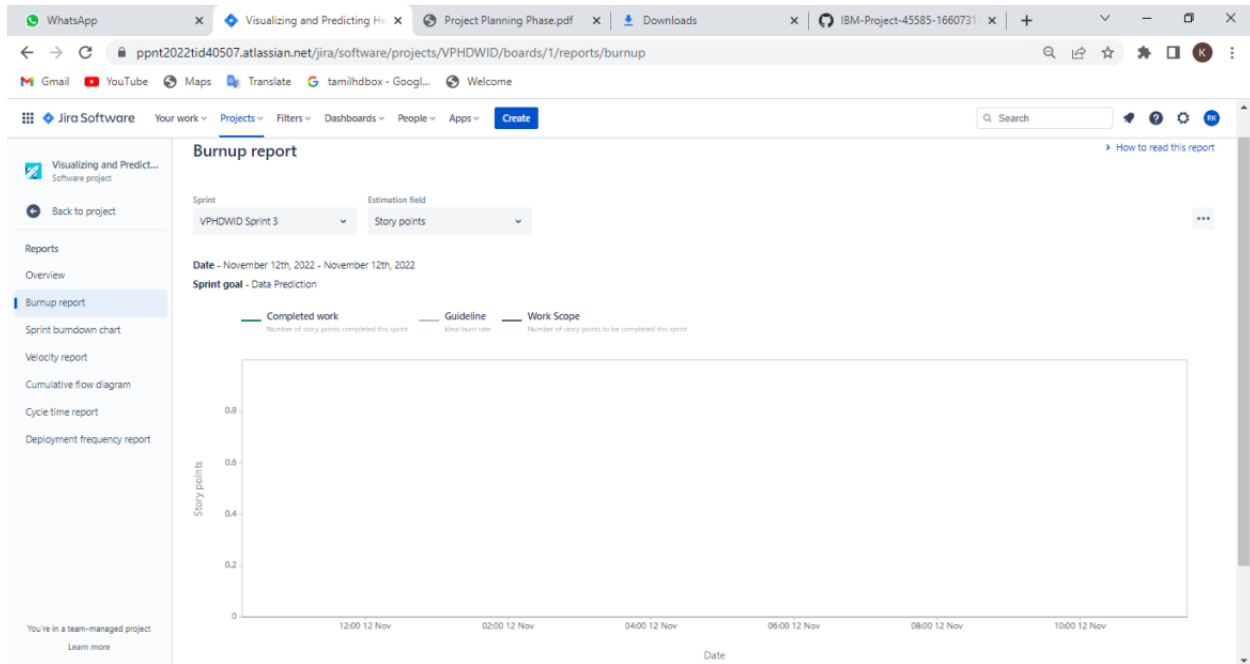 WhatsApp
Visualizing and Predicting He
Project Planning Phase.pdf
Downloads
IBM-Project-45585-1660731
ppnt2022tid40507.atlassian.net/jira/software/projects/VPHDWID/boards/1/reports/burnup
K
Gmail YouTube Maps Translate tamilhdbox - Googl... Welcome
Jira Software Your work Projects Filters Dashboards People Apps Create Search RK
Visualizing and Predict...
Software project
Back to project
Reports
Overview
Burnup report
Sprint burndown chart
Velocity report
Cumulative flow diagram
Cycle time report
Deployment frequency report
You're in a team-managed project
Learn more
Burnup report
How to read this report
Sprint
VPHDWID Sprint 3
Estimation field
Story points
Date - November 12th, 2022 - November 12th, 2022
Sprint goal - Data Prediction
Completed work
Number of story points completed this sprint
Guideline
Ideal burn rate
Work Scope
Number of story points to be completed this sprint
Story points
0.8
0.6
0.4
0.2
0
12:00 12 Nov 02:00 12 Nov 04:00 12 Nov 06:00 12 Nov 08:00 12 Nov 10:00 12 Nov
Date